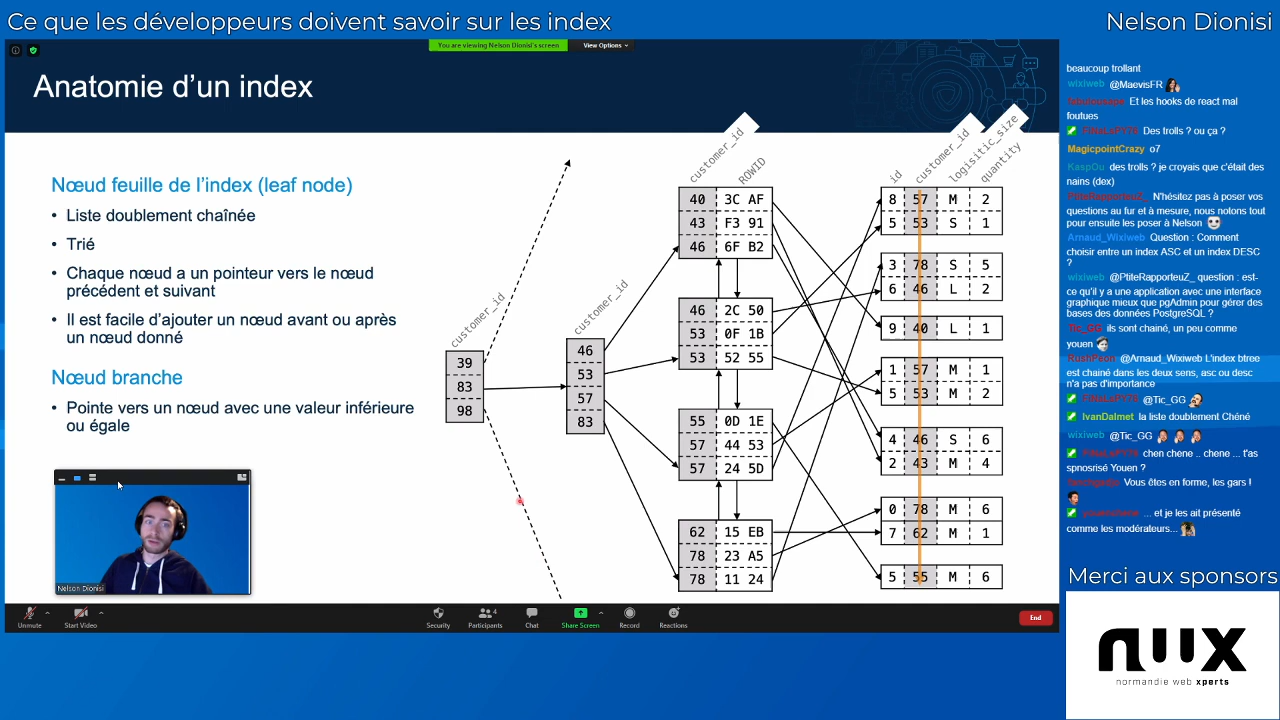 Ce que les développeurs doivent savoir sur les index
Nelson Dionisi
You are viewing Nelson Dionisi's screen
View Options
Anatomie d'un index
Nœud feuille de l'index (leaf node)
• Liste doublement chaînée
• Trié
• Chaque nœud a un pointeur vers le nœud
précédent et suivant
• Il est facile d'ajouter un nœud avant ou après
un nœud donné
Nœud branche
• Pointe vers un nœud avec une valeur inférieure
ou égale
customer_id
39
83
98
customer_id
46
53
57
83
customer_id ROWID
40 3C AF
43 F3 91
46 6F B2
46 2C 50
53 0F 1B
53 52 55
55 0D 1E
57 44 53
57 24 5D
62 15 EB
78 23 A5
78 11 24
id customer_id logisitic_size quantity
8 57 M 2
5 53 S 1
3 78 S 5
6 46 L 2
9 40 L 1
1 57 M 1
5 53 M 2
4 46 S 6
2 43 M 4
0 78 M 6
7 62 M 1
5 55 M 6
Nelson Dionisi
Unmute
Start Video
Security
Participants
4
Chat
Share Screen
Record
Reactions
End
beaucoup trollant
wixiweb @MaevisFR
Et les hooks de react mal
foutues
FiNaLsPY76 Des trolls ? ou ça ?
MagicpointCrazy o7
KaspOu des trolls ? je croyais que c'était des
nains (dex)
PtiteRapporteuZ_ N'hésitez pas à poser vos
questions au fur et à mesure, nous notons tout
pour ensuite les poser à Nelson
Arnaud_Wixiweb Question : Comment
choisir entre un index ASC et un index DESC
?
wixiweb @PtiteRapporteuZ_ question : est-
ce qu'il y a une application avec une interface
graphique mieux que pgAdmin pour gérer des
bases des données PostgreSQL ?
Tic_GG ils sont chainé, un peu comme
youen
RushPeon @Arnaud_Wixiweb L'index btree
est chainé dans les deux sens, asc ou desc
n'a pas d'importance
FiNaLsPY76 @Tic_GG
IvanDalmet la liste doublement Chéné
wixiweb @Tic_GG
FiNaLsPY76 chen chene .. chene ... t'as
spnosrisé Youen ?
Vous êtes en forme, les gars !
... et je les ait présenté
comme les modérateurs...
Merci aux sponsors
nwx
normandie web xperts